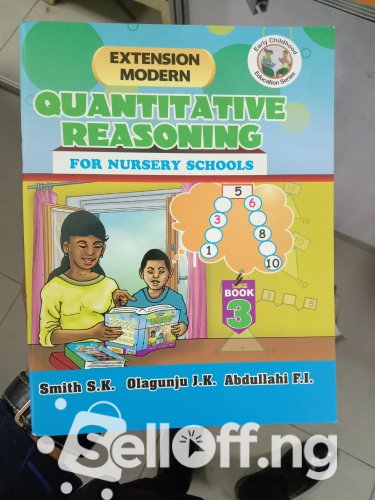 Early Childhood
Education Series
EXTENSION
MODERN
QUANTITATIVE
REASONING
FOR NURSERY SCHOOLS
5
3 6
8
1 10
BOOK
3
Smith S.K. Olagunju J.K. Abdullahi F.I.
SellOff.ng